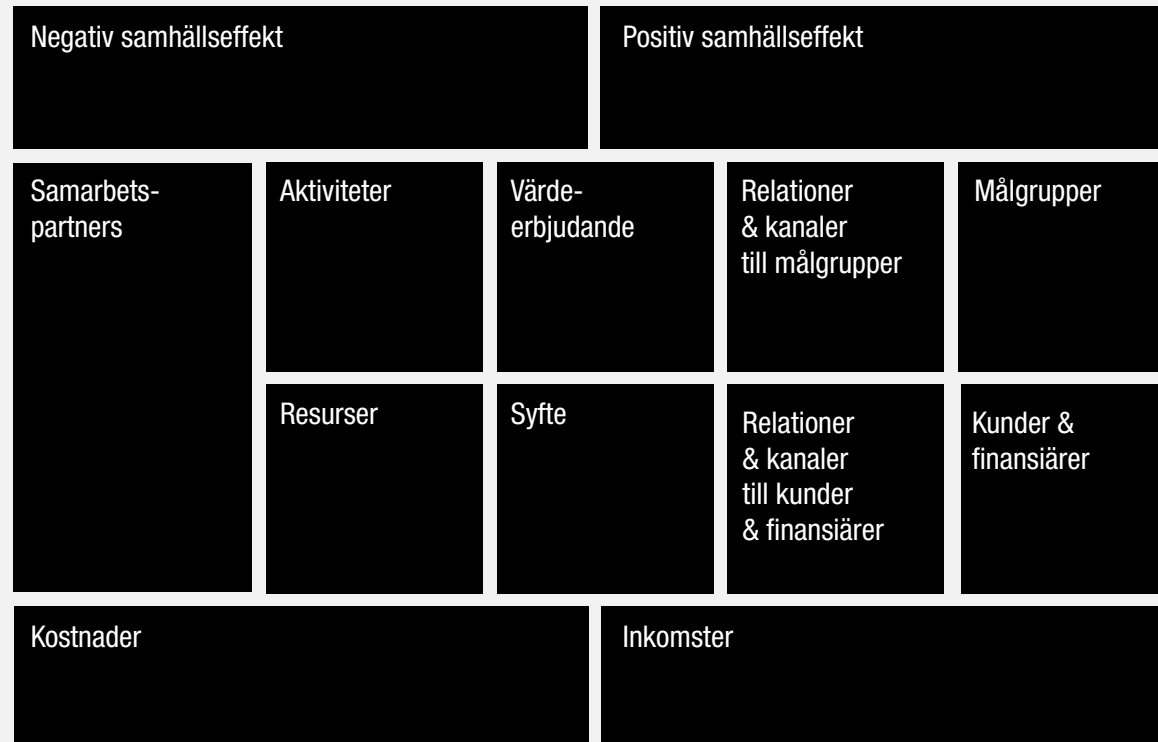 Negativ samhällseffekt
Positiv samhällseffekt
Samarbets-
partners
Aktiviteter
Värde-
erbjudande
Relationer
& kanaler
till målgrupper
Målgrupper
Resurser
Syfte
Relationer
& kanaler
till kunder
& finansiärer
Kunder &
finansiärer
Kostnader
Inkomster